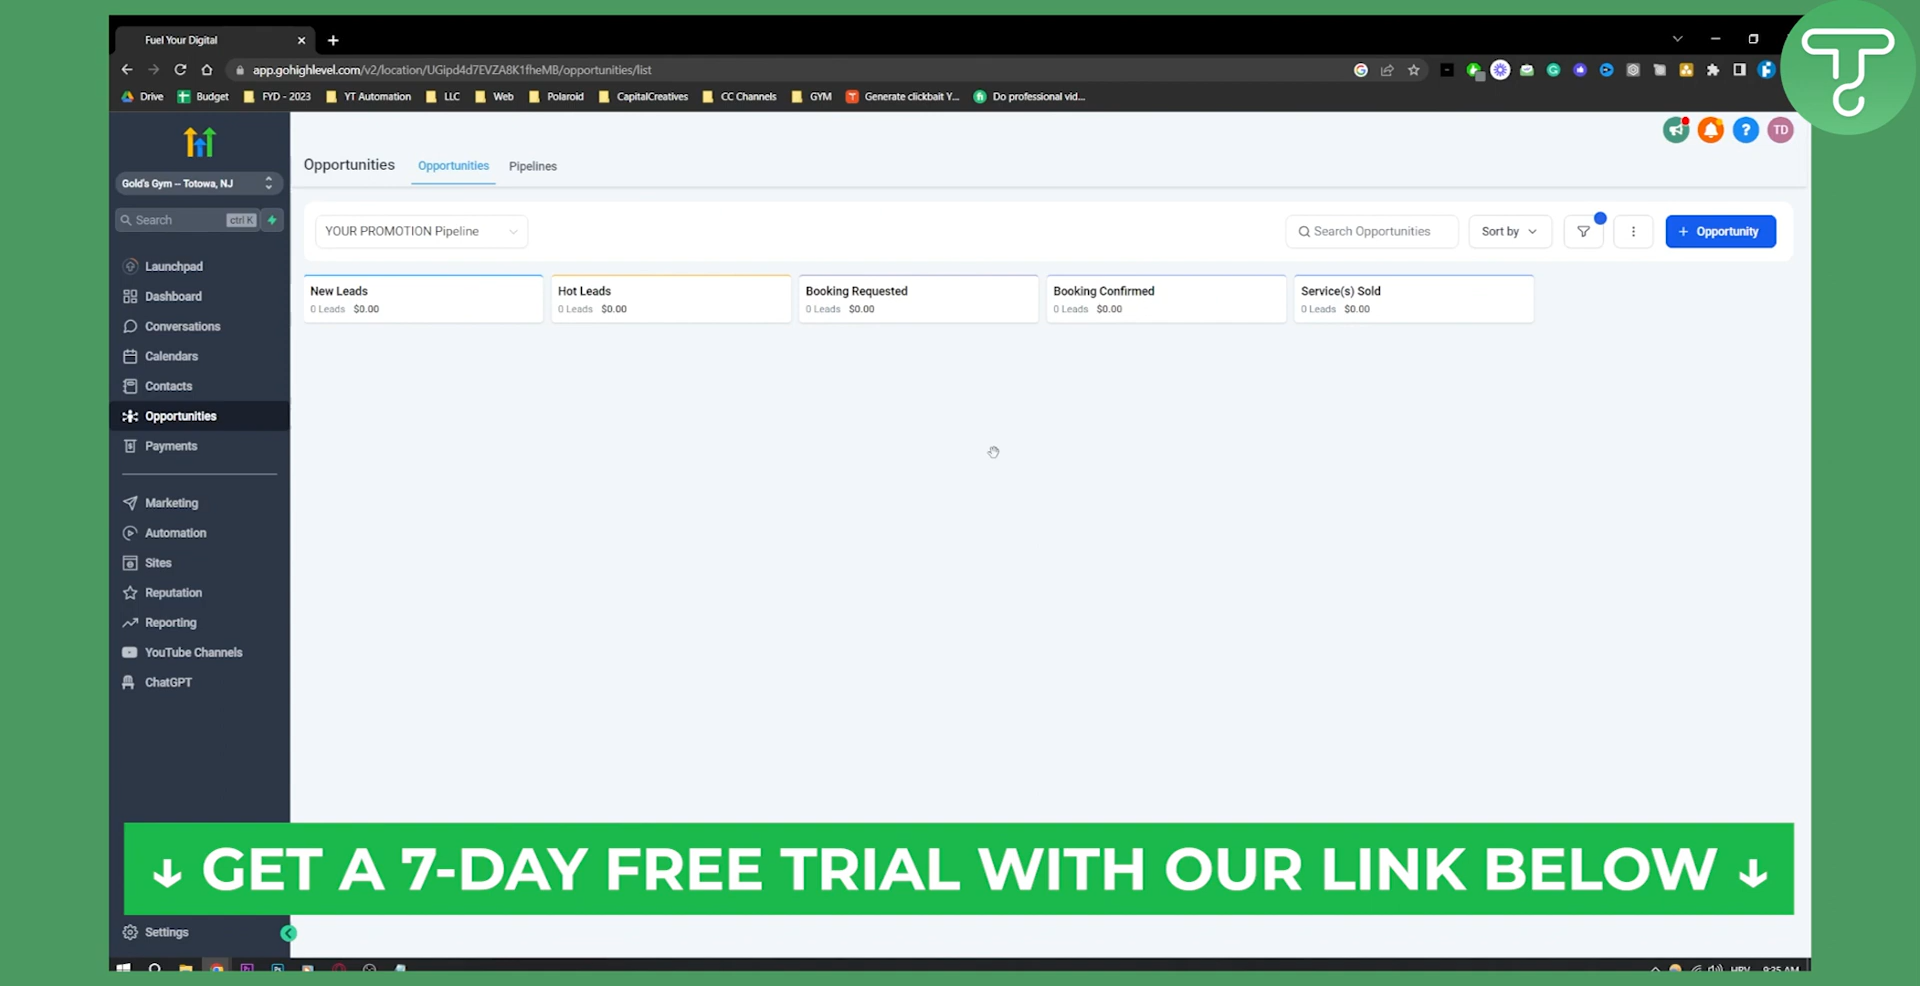 Fuel Your Digital
app.gohighlevel.com/v2/location/UGipd4d7EVZA8K1fheMB/opportunities/list
Drive Budget FYD - 2023 YT Automation LLC Web Polaroid CapitalCreatives CC Channels GYM Generate clickbait Y... Do professional vid...
TD
Gold's Gym – Totowa, NJ
Search ctrl K
Launchpad
Dashboard
Conversations
Calendars
Contacts
Opportunities
Payments
Marketing
Automation
Sites
Reputation
Reporting
YouTube Channels
ChatGPT
Settings
Opportunities Opportunities Pipelines
YOUR PROMOTION Pipeline Search Opportunities Sort by + Opportunity
New Leads
0 Leads $0.00
Hot Leads
0 Leads $0.00
Booking Requested
0 Leads $0.00
Booking Confirmed
0 Leads $0.00
Service(s) Sold
0 Leads $0.00
↓ GET A 7-DAY FREE TRIAL WITH OUR LINK BELOW ↓
HRV 9:35 AM